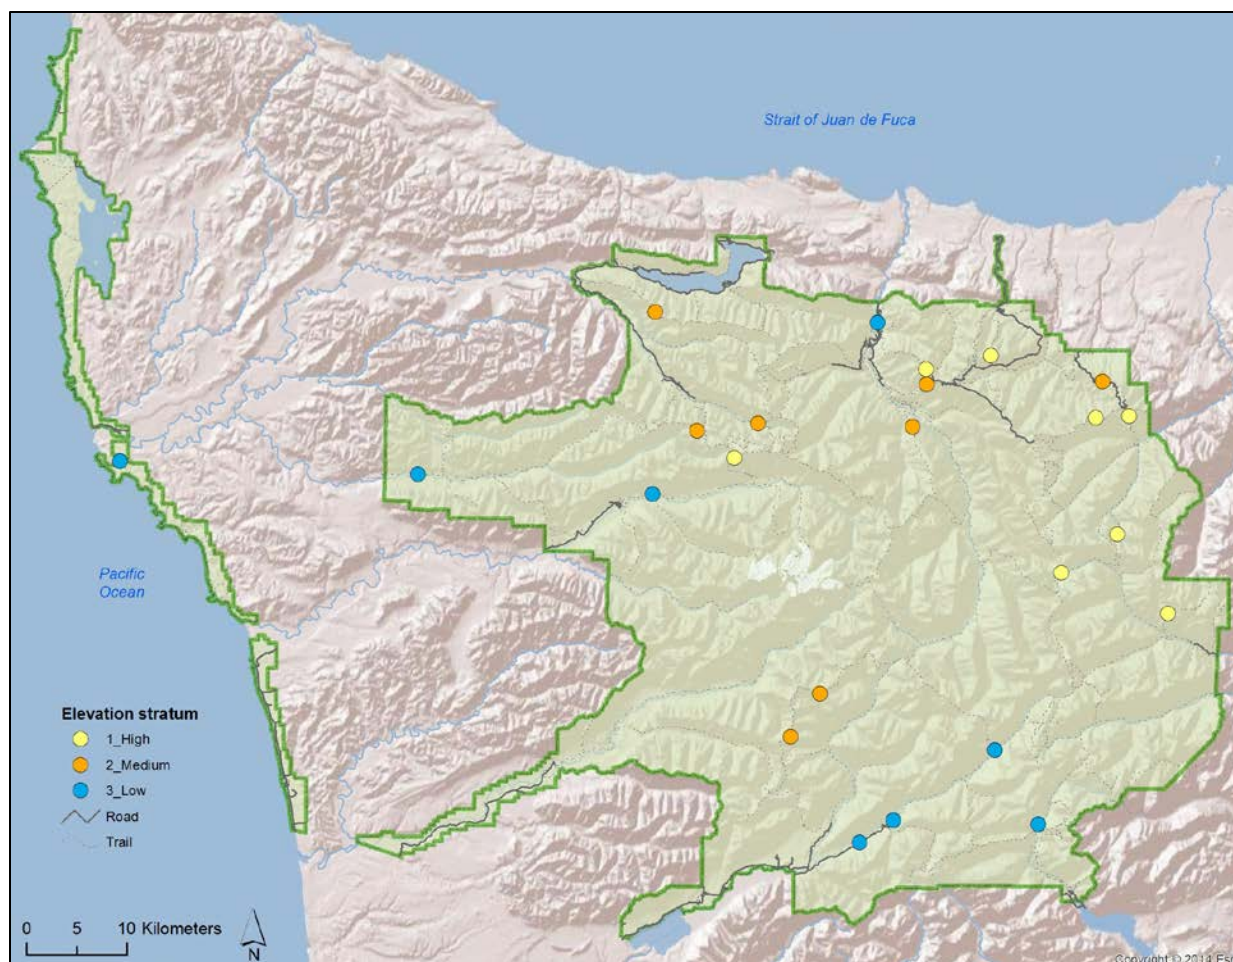 Strait of Juan de Fuca
Pacific
Ocean
Elevation stratum
1_High
2_Medium
3_Low
Road
Trail
0 5 10 Kilometers
N
Copyright © 2014 Esr